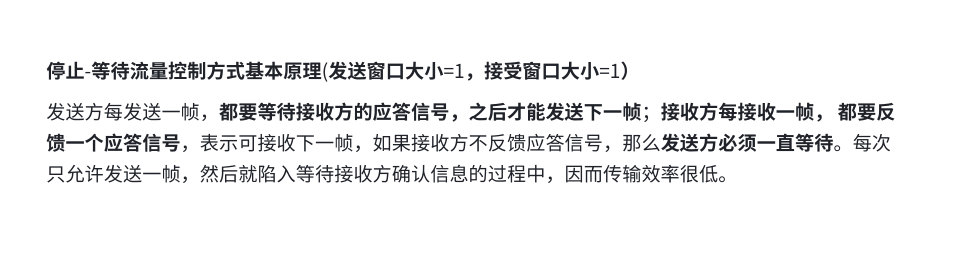 停止-等待流量控制方式基本原理(发送窗口大小=1，接受窗口大小=1）
发送方每发送一帧，都要等待接收方的应答信号，之后才能发送下一帧；接收方每接收一帧， 都要反
馈一个应答信号，表示可接收下一帧，如果接收方不反馈应答信号，那么发送方必须一直等待。每次
只允许发送一帧，然后就陷入等待接收方确认信息的过程中，因而传输效率很低。